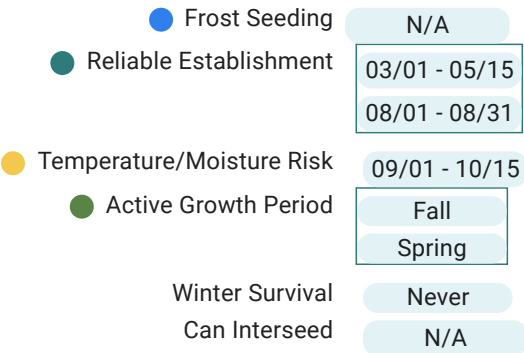 Frost Seeding N/A
Reliable Establishment 03/01 - 05/15
08/01 - 08/31
Temperature/Moisture Risk 09/01 - 10/15
Active Growth Period Fall
Spring
Winter Survival Never
Can Interseed N/A